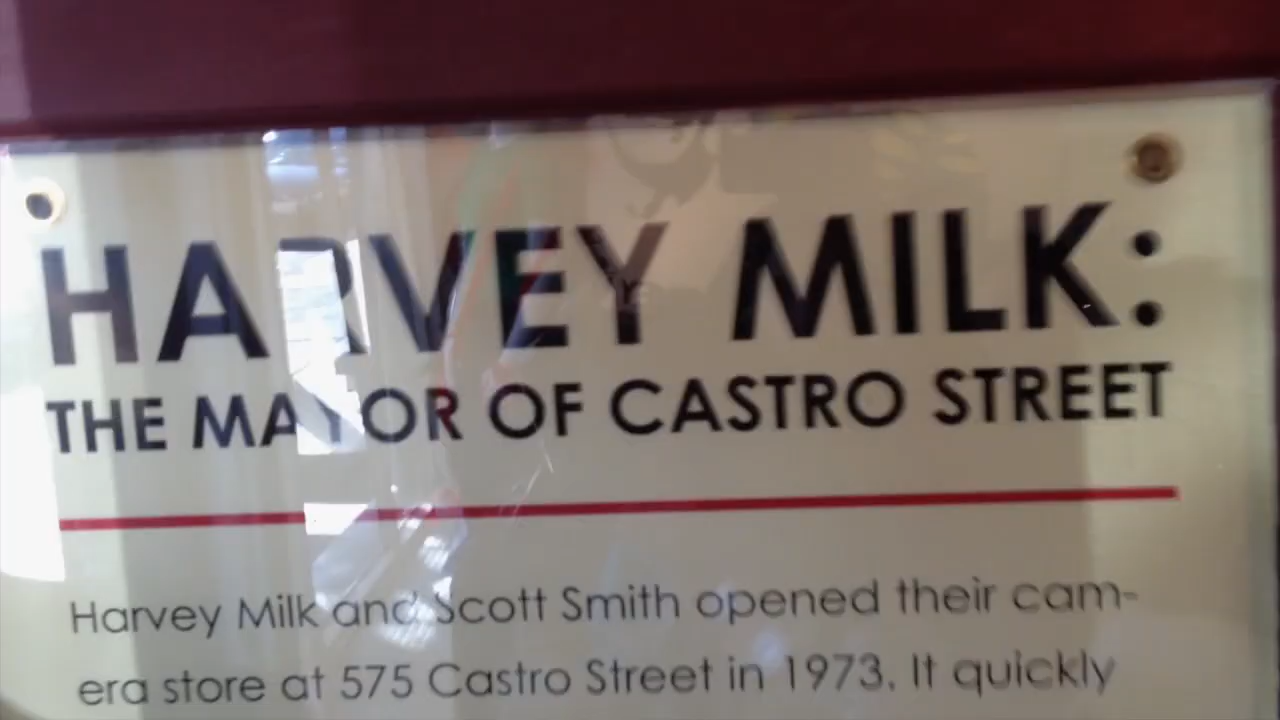 HARVEY MILK:
THE MAYOR OF CASTRO STREET
Harvey Milk and Scott Smith opened their cam-
era store at 575 Castro Street in 1973. It quickly